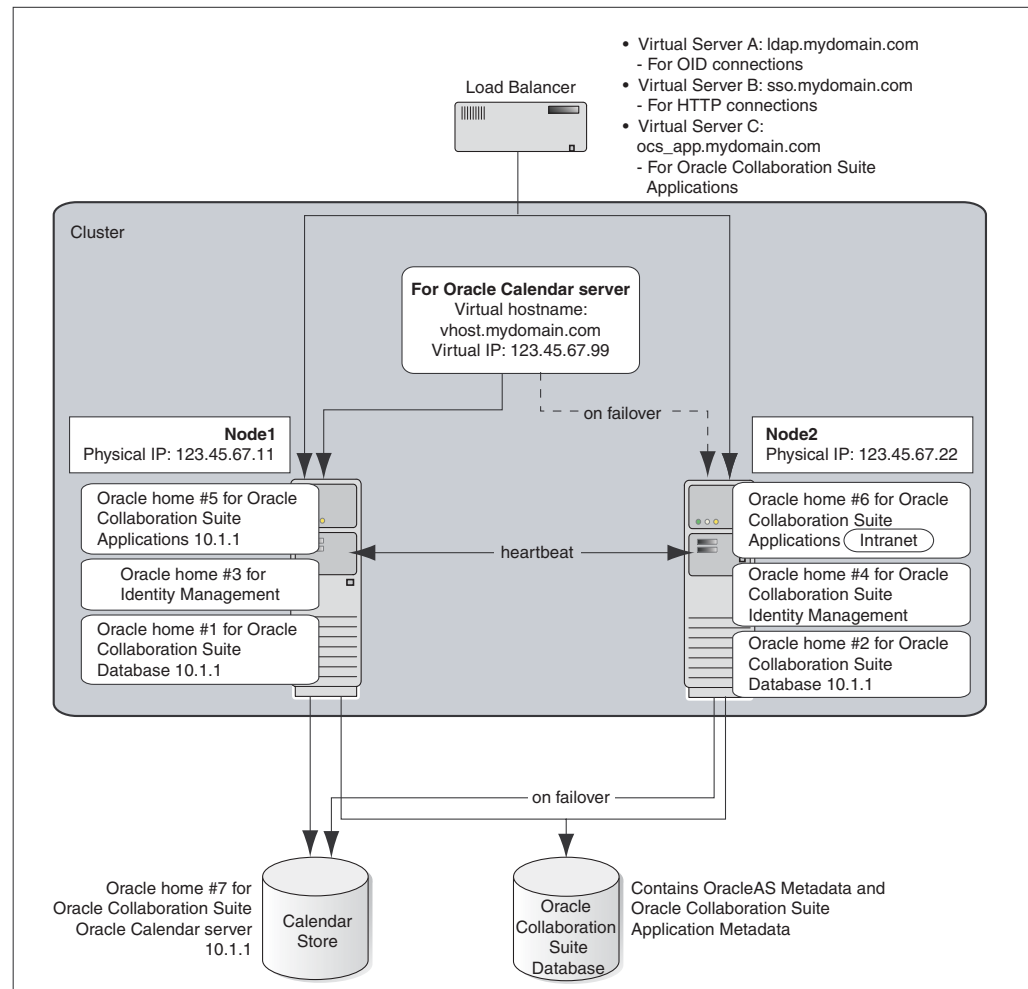 • Virtual Server A: ldap.mydomain.com
- For OID connections
• Virtual Server B: sso.mydomain.com
- For HTTP connections
• Virtual Server C:
ocs_app.mydomain.com
- For Oracle Collaboration Suite
Applications
Load Balancer
Cluster
For Oracle Calendar server
Virtual hostname:
vhost.mydomain.com
Virtual IP: 123.45.67.99
on failover
Node1
Physical IP: 123.45.67.11
Node2
Physical IP: 123.45.67.22
Oracle home #5 for Oracle
Collaboration Suite
Applications 10.1.1
Oracle home #3 for
Identity Management
Oracle home #1 for Oracle
Collaboration Suite
Database 10.1.1
heartbeat
Oracle home #6 for Oracle
Collaboration Suite
Applications Intranet
Oracle home #4 for Oracle
Collaboration Suite
Identity Management
Oracle home #2 for Oracle
Collaboration Suite
Database 10.1.1
on failover
Oracle home #7 for
Oracle Collaboration Suite
Oracle Calendar server
10.1.1
Calendar
Store
Oracle
Collaboration
Suite
Database
Contains OracleAS Metadata and
Oracle Collaboration Suite
Application Metadata